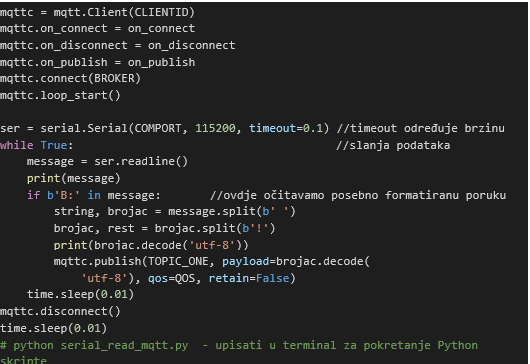 mqttc = mqtt.Client(CLIENTID)
mqttc.on_connect = on_connect
mqttc.on_disconnect = on_disconnect
mqttc.on_publish = on_publish
mqttc.connect(BROKER)
mqttc.loop_start()

ser = serial.Serial(COMPORT, 115200, timeout=0.1) //timeout određuje brzinu
while True:                                       //slanja podataka
    message = ser.readline()
    print(message)
    if b'B:' in message:       //ovdje očitavamo posebno formatiranu poruku
        string, brojac = message.split(b' ')
        brojac, rest = brojac.split(b'!')
        print(brojac.decode('utf-8'))
        mqttc.publish(TOPIC_ONE, payload=brojac.decode(
            'utf-8'), qos=QOS, retain=False)
    time.sleep(0.01)
mqttc.disconnect()
time.sleep(0.01)
# python serial_read_mqtt.py  - upisati u terminal za pokretanje Python
skripte